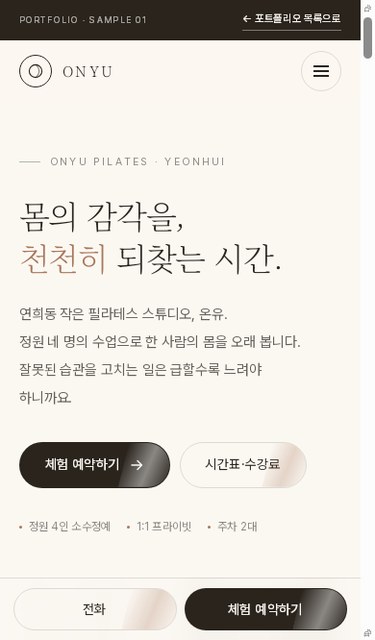 PORTFOLIO · SAMPLE 01
← 포트폴리오 목록으로
ONYU
ONYU PILATES · YEONHUI
몸의 감각을,
천천히 되찾는 시간.
연희동 작은 필라테스 스튜디오, 온유.
정원 네 명의 수업으로 한 사람의 몸을 오래 봅니다.
잘못된 습관을 고치는 일은 급할수록 느려야
하니까요.
체험 예약하기 →
시간표·수강료
• 정원 4인 소수정예 • 1:1 프라이빗 • 주차 2대
전화
체험 예약하기